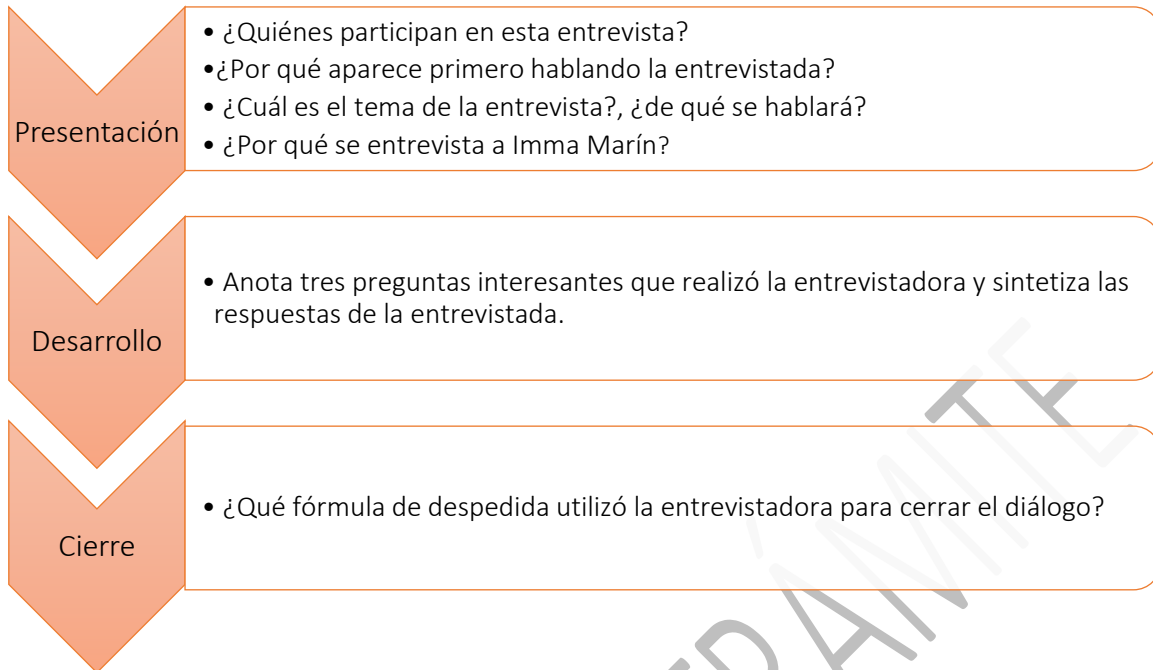 Presentación
• ¿Quiénes participan en esta entrevista?
•¿Por qué aparece primero hablando la entrevistada?
• ¿Cuál es el tema de la entrevista?, ¿de qué se hablará?
• ¿Por qué se entrevista a Imma Marín?
Desarrollo
• Anota tres preguntas interesantes que realizó la entrevistadora y sintetiza las
respuestas de la entrevistada.
Cierre
• ¿Qué fórmula de despedida utilizó la entrevistadora para cerrar el diálogo?
TRÁMITE